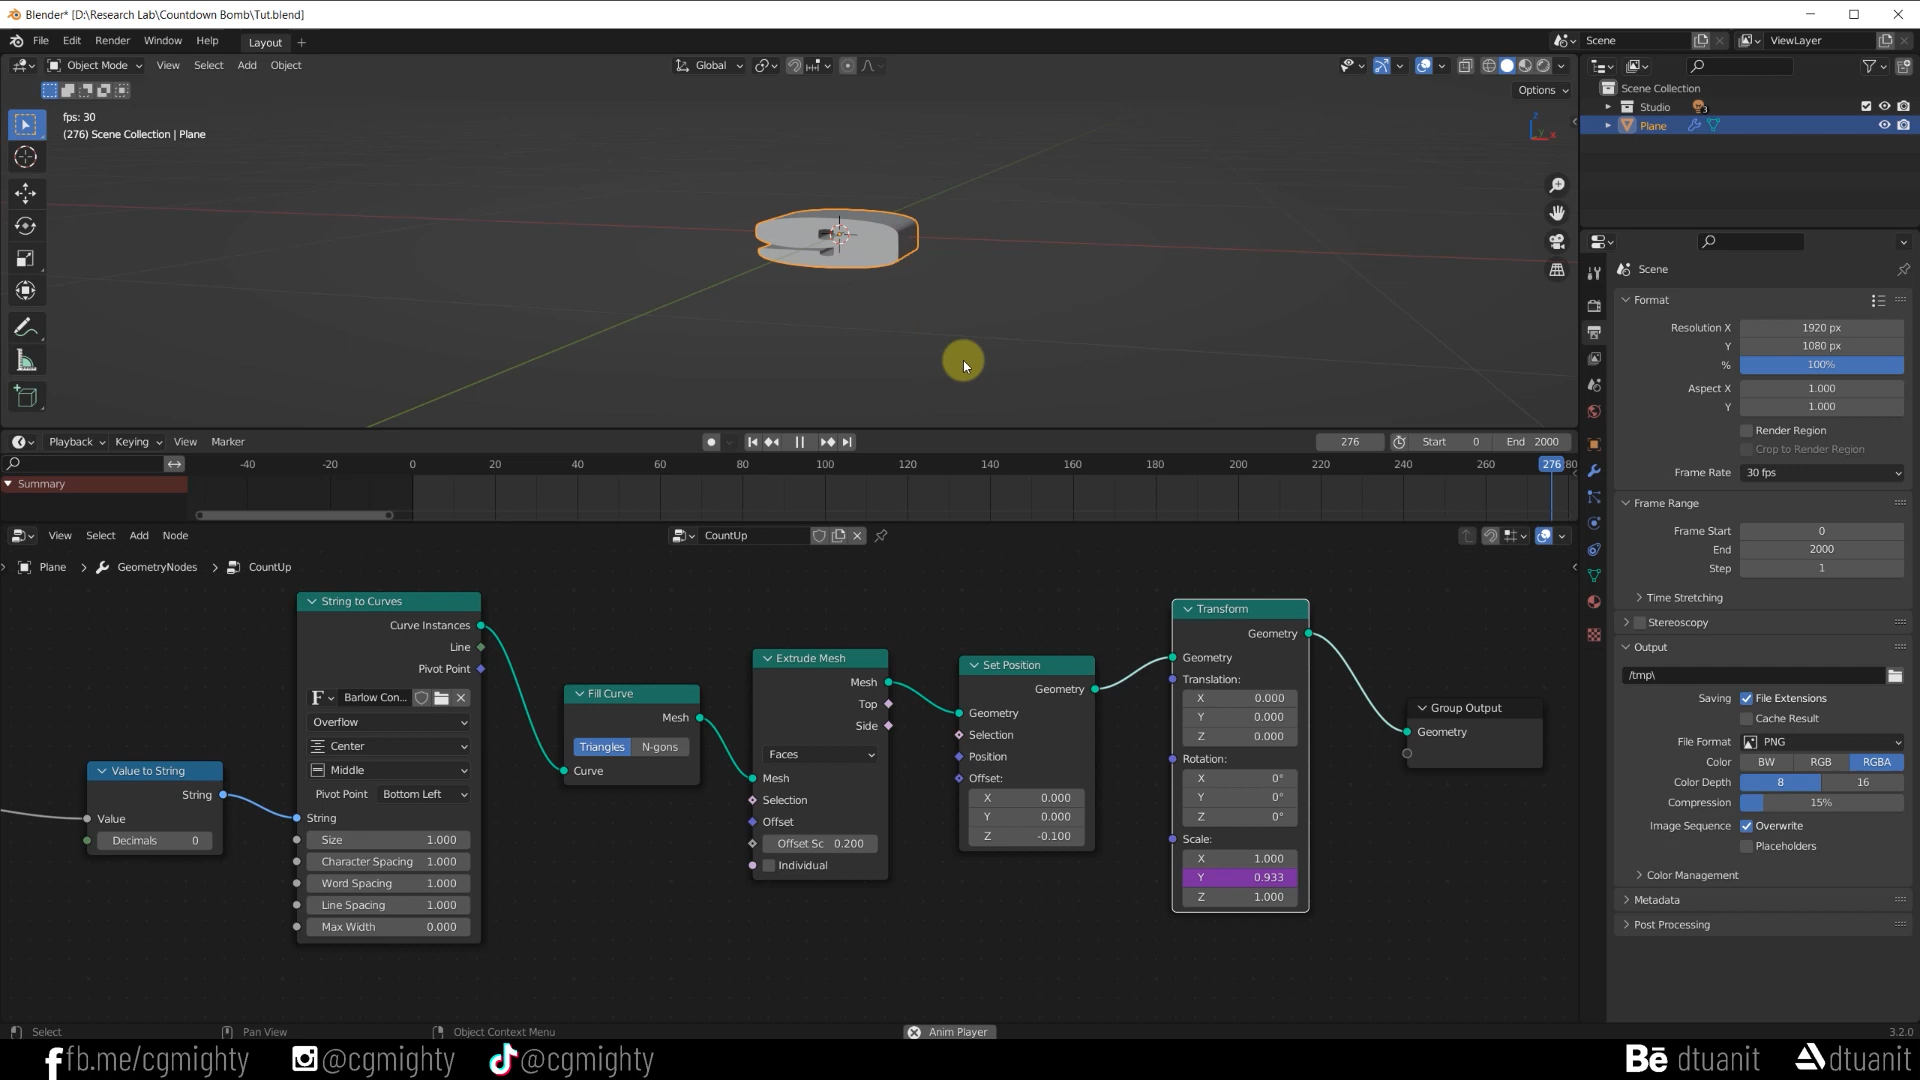 Blender* [D:\Research Lab\Countdown Bomb\Tut.blend]
File Edit Render Window Help Layout + Scene ViewLayer
Object Mode View Select Add Object Global
Options
fps: 30
(276) Scene Collection | Plane
Z
Y
X
Scene Collection
Studio 3
Plane
Scene
Format
Resolution X 1920 px
Y 1080 px
% 100%
Aspect X 1.000
Y 1.000
Render Region
Crop to Render Region
Frame Rate 30 fps
Frame Range
Frame Start 0
End 2000
Step 1
Time Stretching
Stereoscopy
Output
/tmp\
Saving File Extensions
Cache Result
File Format PNG
Color BW RGB RGBA
Color Depth 8 16
Compression 15%
Image Sequence Overwrite
Placeholders
Color Management
Metadata
Post Processing
Playback Keying View Marker 276 Start 0 End 2000
-40 -20 0 20 40 60 80 100 120 140 160 180 200 220 240 260 276 80
Summary
View Select Add Node CountUp
Plane GeometryNodes CountUp
Value to String
String
Value
Decimals 0
String to Curves
Curve Instances
Line
Pivot Point
F Barlow Con...
Overflow
Center
Middle
Pivot Point Bottom Left
String
Size 1.000
Character Spacing 1.000
Word Spacing 1.000
Line Spacing 1.000
Max Width 0.000
Fill Curve
Mesh
Triangles N-gons
Curve
Extrude Mesh
Mesh
Top
Side
Faces
Mesh
Selection
Offset
Offset Sc 0.200
Individual
Set Position
Geometry
Geometry
Selection
Position
Offset:
X 0.000
Y 0.000
Z -0.100
Transform
Geometry
Geometry
Translation:
X 0.000
Y 0.000
Z 0.000
Rotation:
X 0°
Y 0°
Z 0°
Scale:
X 1.000
Y 0.933
Z 1.000
Group Output
Geometry
Select Pan View Object Context Menu Anim Player 3.2.0
fb.me/cgmighty @cgmighty @cgmighty Bē dtuanit dtuanit